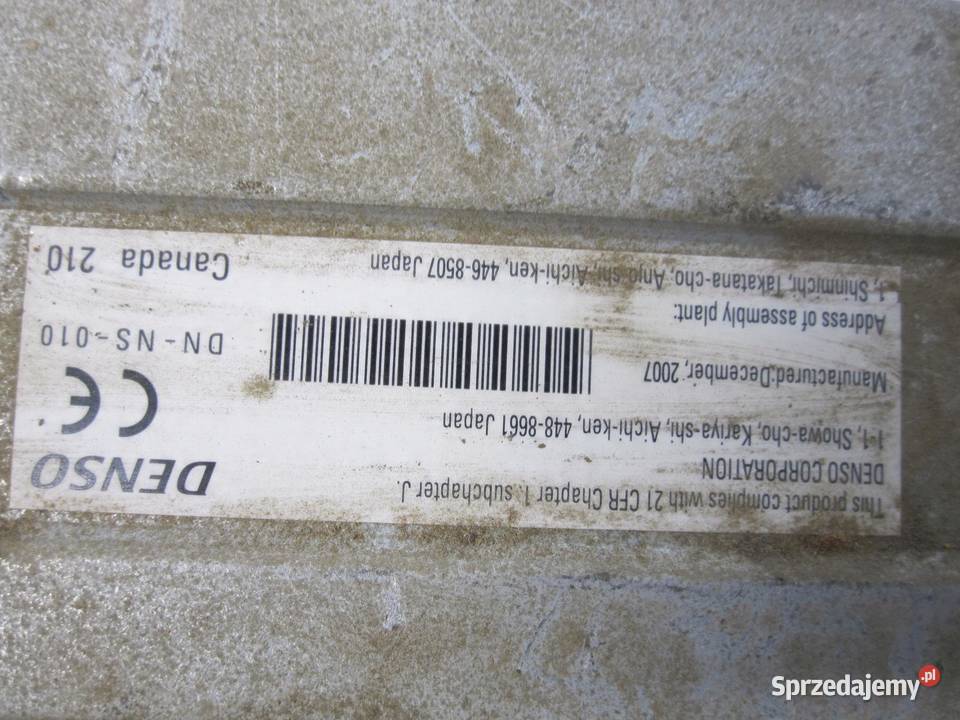 This product complies with 21 CFR Chapter 1. subchapter J.
DENSO CORPORATION
1-1, Showa-cho, Kariya-shi, Aichi-ken, 448-8661 Japan
Manufactured:December, 2007
Address of assembly plant:
1, Shinmichi, Takatana-cho, Anjo-shi, Aichi-ken, 446-8507 Japan
DENSO
CE
DN-NS-010
Canada 210
Sprzedajemy.pl